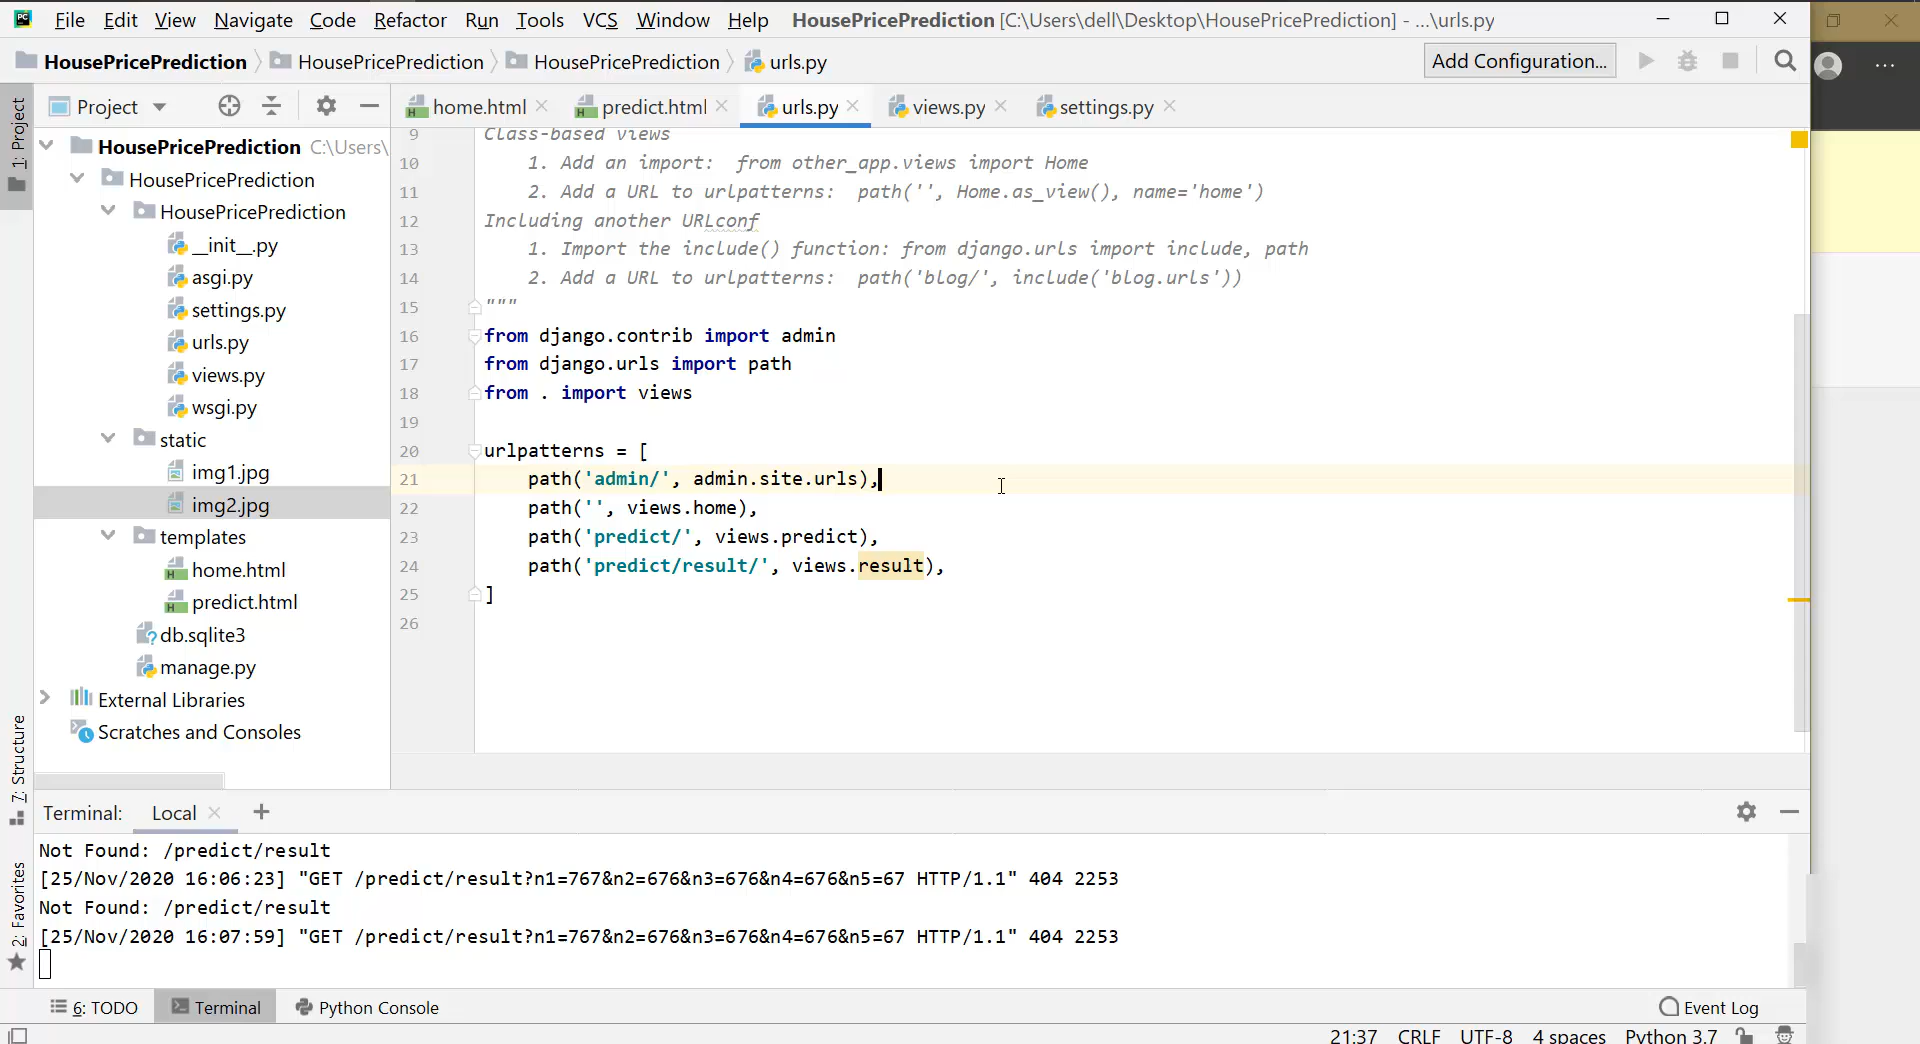 File Edit View Navigate Code Refactor Run Tools VCS Window Help HousePricePrediction [C:\Users\dell\Desktop\HousePricePrediction] - ...\urls.py
HousePricePrediction HousePricePrediction HousePricePrediction urls.py Add Configuration...
1: Project
Project
home.html predict.html urls.py views.py settings.py
HousePricePrediction C:\Users\
HousePricePrediction
HousePricePrediction
__init__.py
asgi.py
settings.py
urls.py
views.py
wsgi.py
static
img1.jpg
img2.jpg
templates
home.html
predict.html
db.sqlite3
manage.py
External Libraries
Scratches and Consoles
9 Class-based views
10 1. Add an import: from other_app.views import Home
11 2. Add a URL to urlpatterns: path('', Home.as_view(), name='home')
12 Including another URLconf
13 1. Import the include() function: from django.urls import include, path
14 2. Add a URL to urlpatterns: path('blog/', include('blog.urls'))
15 """
16 from django.contrib import admin
17 from django.urls import path
18 from . import views
19
20 urlpatterns = [
21 path('admin/', admin.site.urls),
22 path('', views.home),
23 path('predict/', views.predict),
24 path('predict/result/', views.result),
25 ]
26
7: Structure
2: Favorites
Terminal: Local
Not Found: /predict/result
[25/Nov/2020 16:06:23] "GET /predict/result?n1=767&n2=676&n3=676&n4=676&n5=67 HTTP/1.1" 404 2253
Not Found: /predict/result
[25/Nov/2020 16:07:59] "GET /predict/result?n1=767&n2=676&n3=676&n4=676&n5=67 HTTP/1.1" 404 2253
6: TODO Terminal Python Console Event Log
21:37 CRLF UTF-8 4 spaces Python 3.7